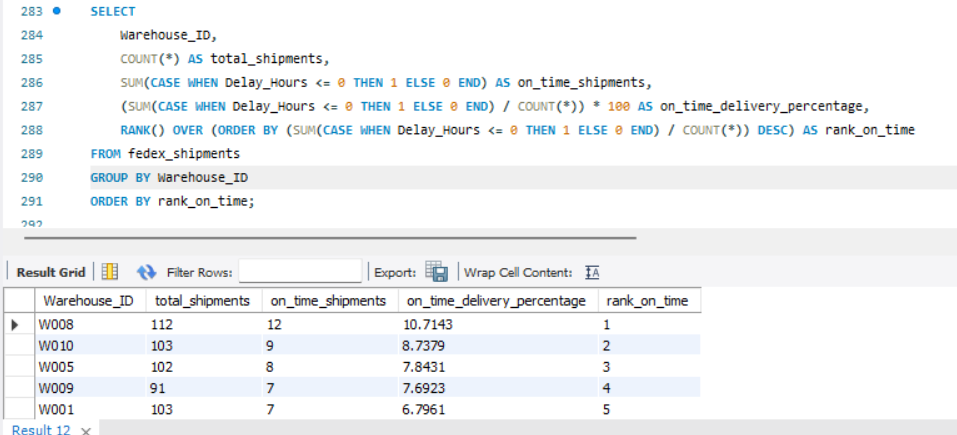 283 SELECT
284 Warehouse_ID,
285 COUNT(*) AS total_shipments,
286 SUM(CASE WHEN Delay_Hours <= 0 THEN 1 ELSE 0 END) AS on_time_shipments,
287 (SUM(CASE WHEN Delay_Hours <= 0 THEN 1 ELSE 0 END) / COUNT(*)) * 100 AS on_time_delivery_percentage,
288 RANK() OVER (ORDER BY (SUM(CASE WHEN Delay_Hours <= 0 THEN 1 ELSE 0 END) / COUNT(*)) DESC) AS rank_on_time
289 FROM fedex_shipments
290 GROUP BY Warehouse_ID
291 ORDER BY rank_on_time;
292
Result Grid Filter Rows: Export: Wrap Cell Content: IA
Warehouse_ID total_shipments on_time_shipments on_time_delivery_percentage rank_on_time
W008 112 12 10.7143 1
W010 103 9 8.7379 2
W005 102 8 7.8431 3
W009 91 7 7.6923 4
W001 103 7 6.7961 5
Result 12 ×